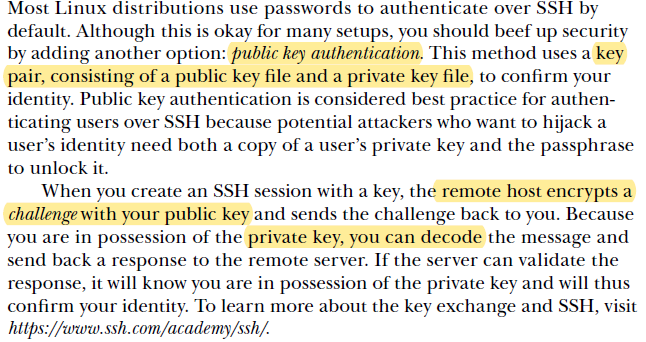 Most Linux distributions use passwords to authenticate over SSH by
default. Although this is okay for many setups, you should beef up security
by adding another option: public key authentication. This method uses a key
pair, consisting of a public key file and a private key file, to confirm your
identity. Public key authentication is considered best practice for authen-
ticating users over SSH because potential attackers who want to hijack a
user’s identity need both a copy of a user’s private key and the passphrase
to unlock it.
When you create an SSH session with a key, the remote host encrypts a
challenge with your public key and sends the challenge back to you. Because
you are in possession of the private key, you can decode the message and
send back a response to the remote server. If the server can validate the
response, it will know you are in possession of the private key and will thus
confirm your identity. To learn more about the key exchange and SSH, visit
https://www.ssh.com/academy/ssh/.